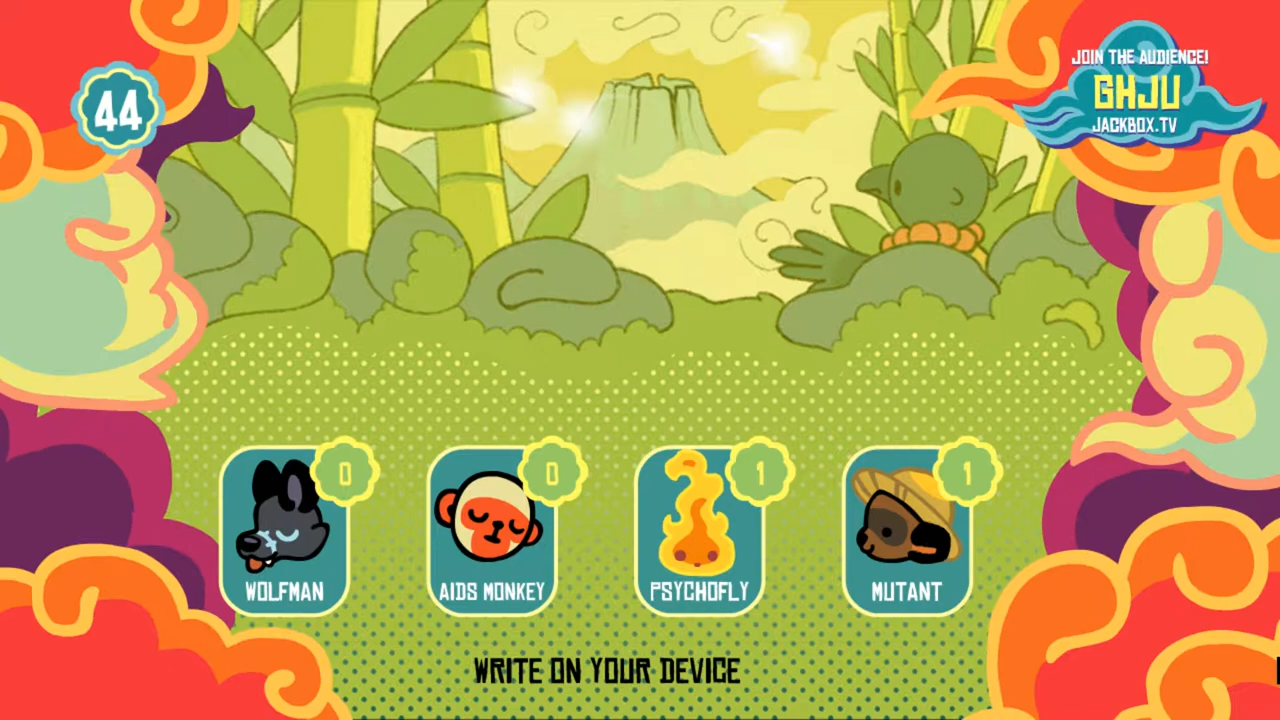 44
JOIN THE AUDIENCE!
GHJU
JACKBOX.TV
0
0
1
1
WOLFMAN
AIDS MONKEY
PSYCHOFLY
MUTANT
WRITE ON YOUR DEVICE